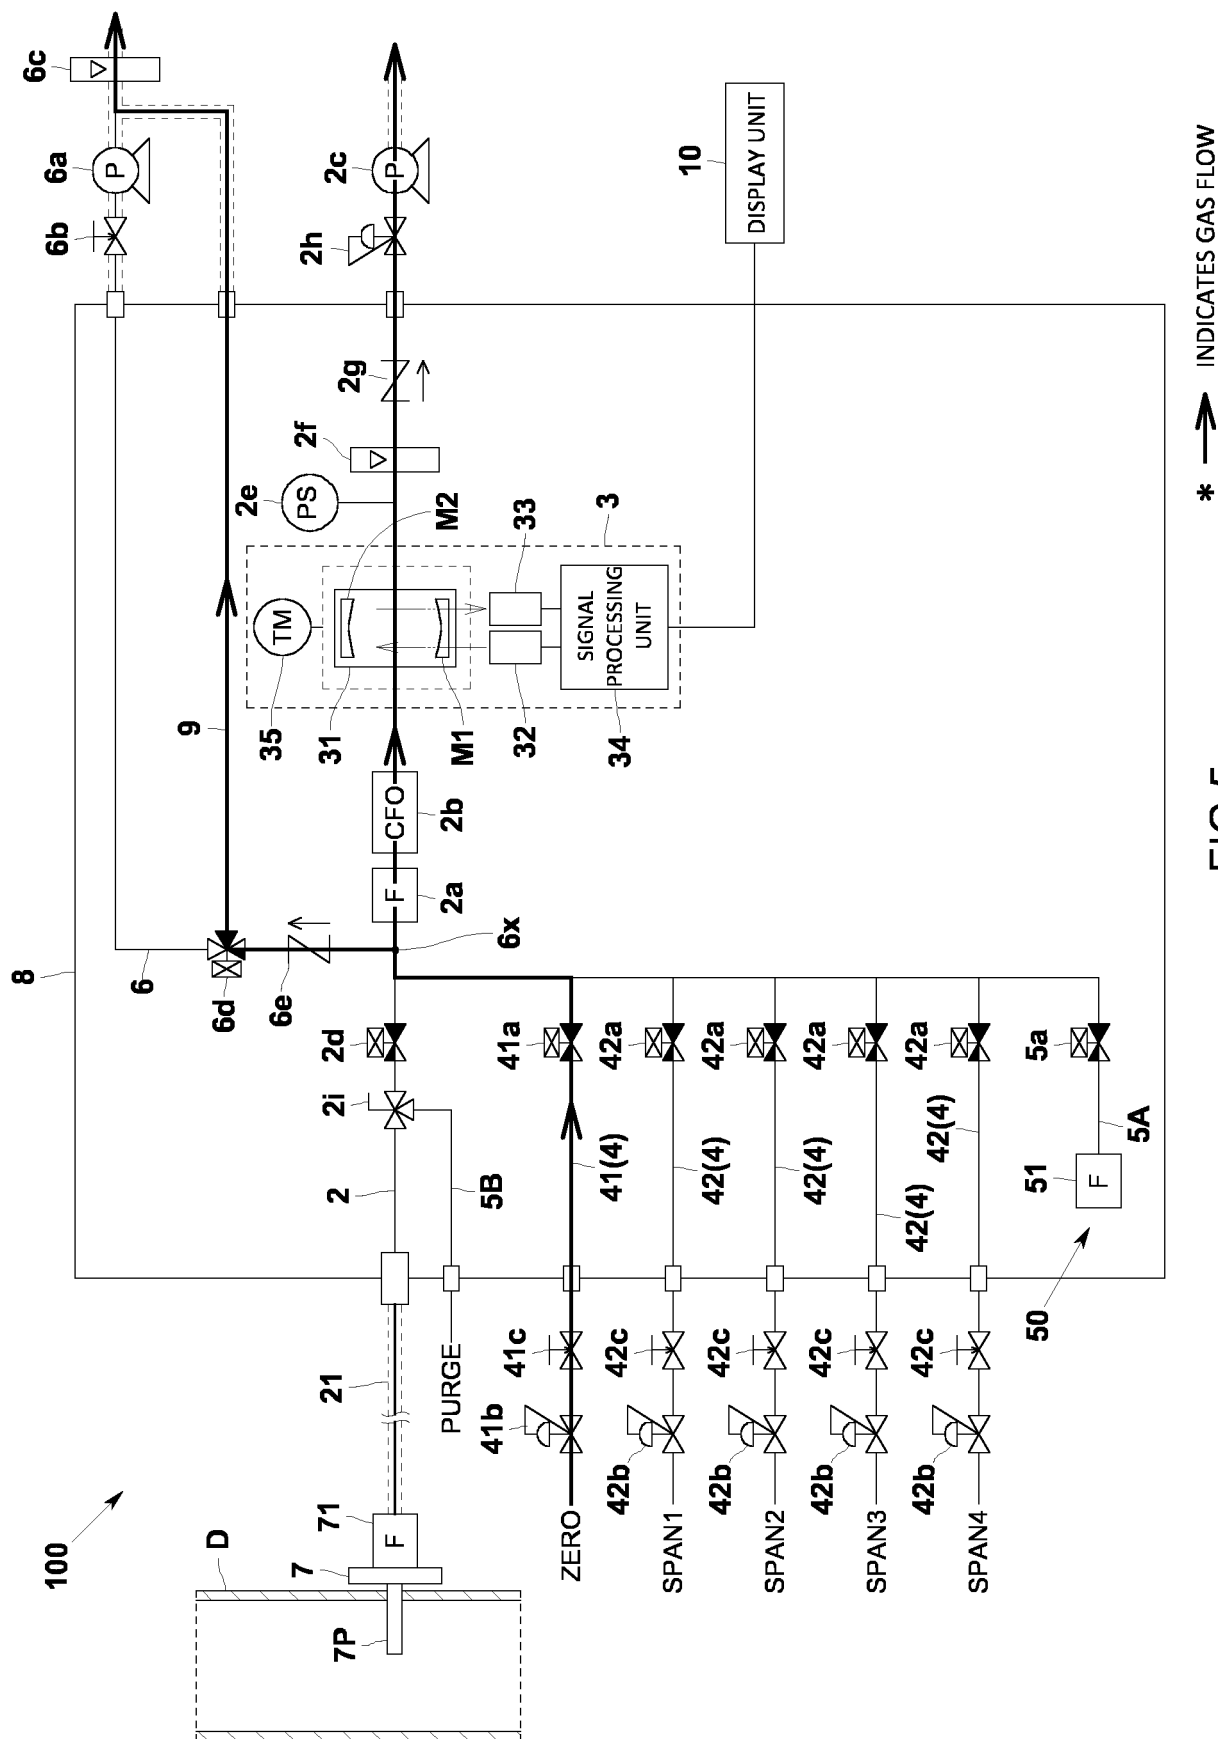 100
D
7P
7
71
F
21
PURGE
5B
2
2i
2d
8
6
6d
6e
6x
9
2a
F
2b
CFO
35
TM
31
M1
M2
32
33
3
34
SIGNAL
PROCESSING
UNIT
2e
PS
2f
2g
2h
2c
P
6b
6a
P
6c
10
DISPLAY UNIT
ZERO
41b
41c
41(4)
41a
SPAN1
42b
42c
42(4)
42a
SPAN2
42b
42c
42(4)
42a
SPAN3
42b
42c
42(4)
42a
SPAN4
42b
42c
42(4)
42a
50
51
F
5A
5a
* INDICATES GAS FLOW